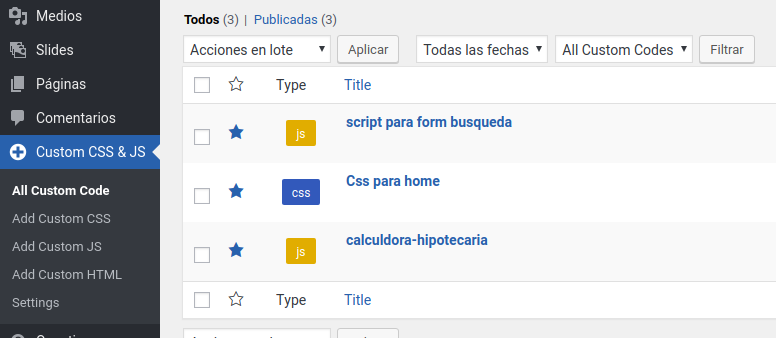 Medios
Slides
Páginas
Comentarios
Custom CSS & JS
All Custom Code
Add Custom CSS
Add Custom JS
Add Custom HTML
Settings
Todos (3) | Publicadas (3)
Acciones en lote Aplicar Todas las fechas All Custom Codes Filtrar
Type Title
js script para form busqueda
css Css para home
js calculdora-hipotecaria
Type Title